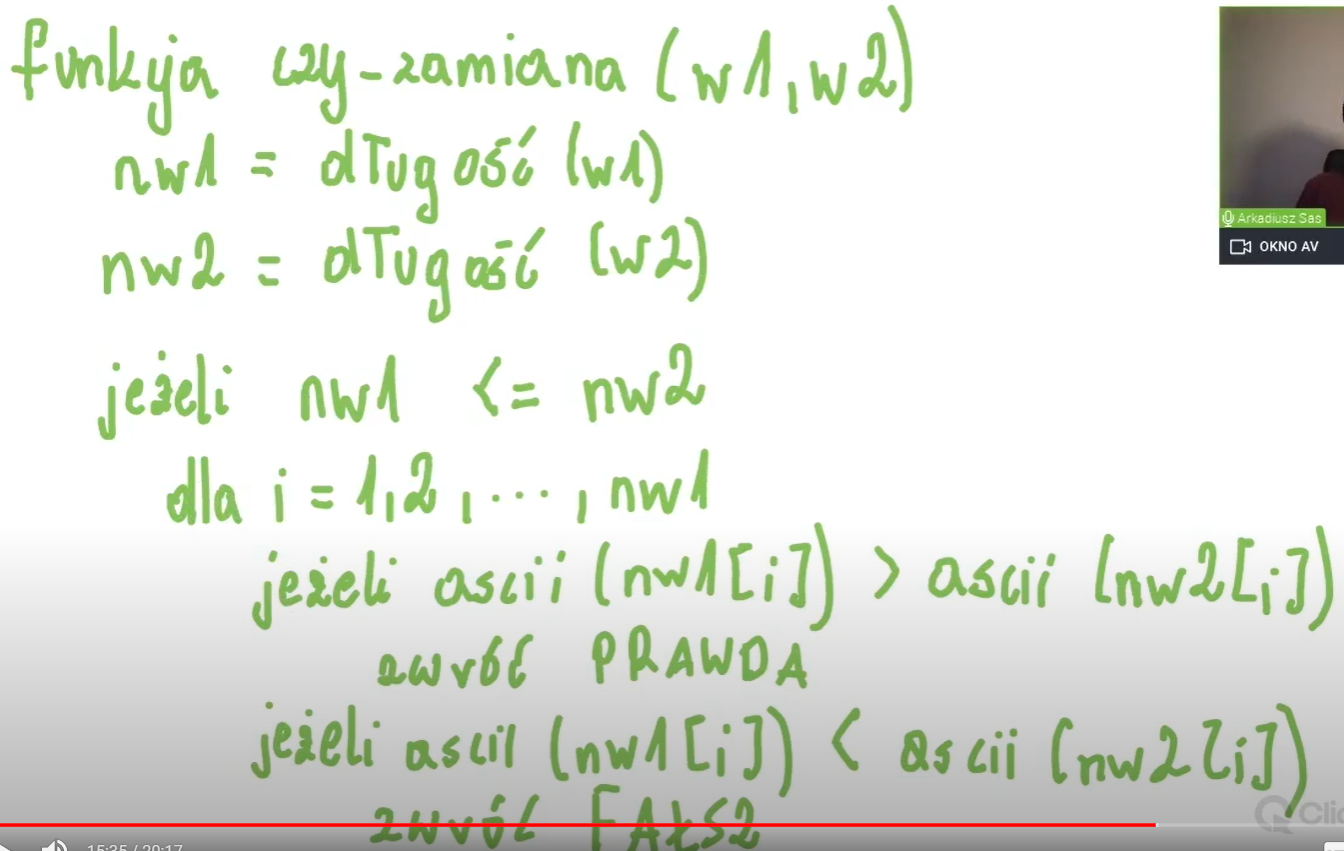 funkja czy-zamiana (w1, w2)
nw1 = długość (w1)
nw2 = długość (w2)
jeżeli nw1 <= nw2
dla i = 1, 2, ..., nw1
jeżeli ascii (nw1[i]) > ascii (nw2[i])
zwróć PRAWDA
jeżeli ascii (nw1[i]) < ascii (nw2[i])
zwróć FAŁSZ
Arkadiusz Sas
OKNO AV
15:35 / 20:17